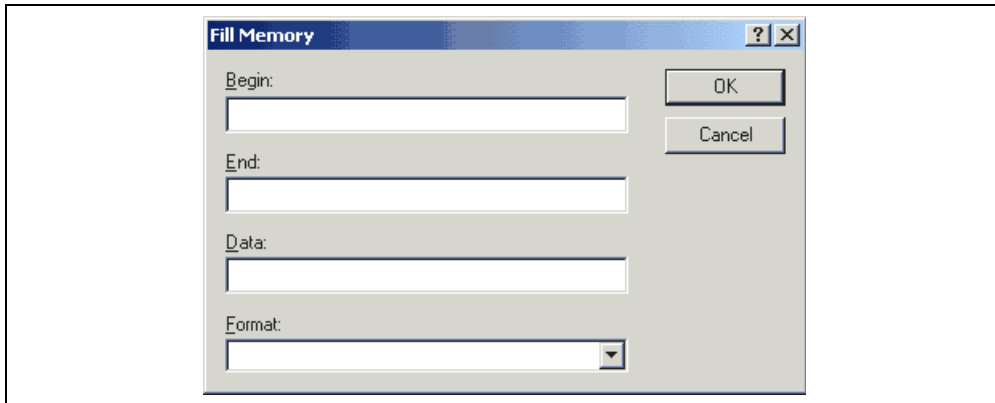 Fill Memory
Begin:
OK
Cancel
End:
Data:
Format: